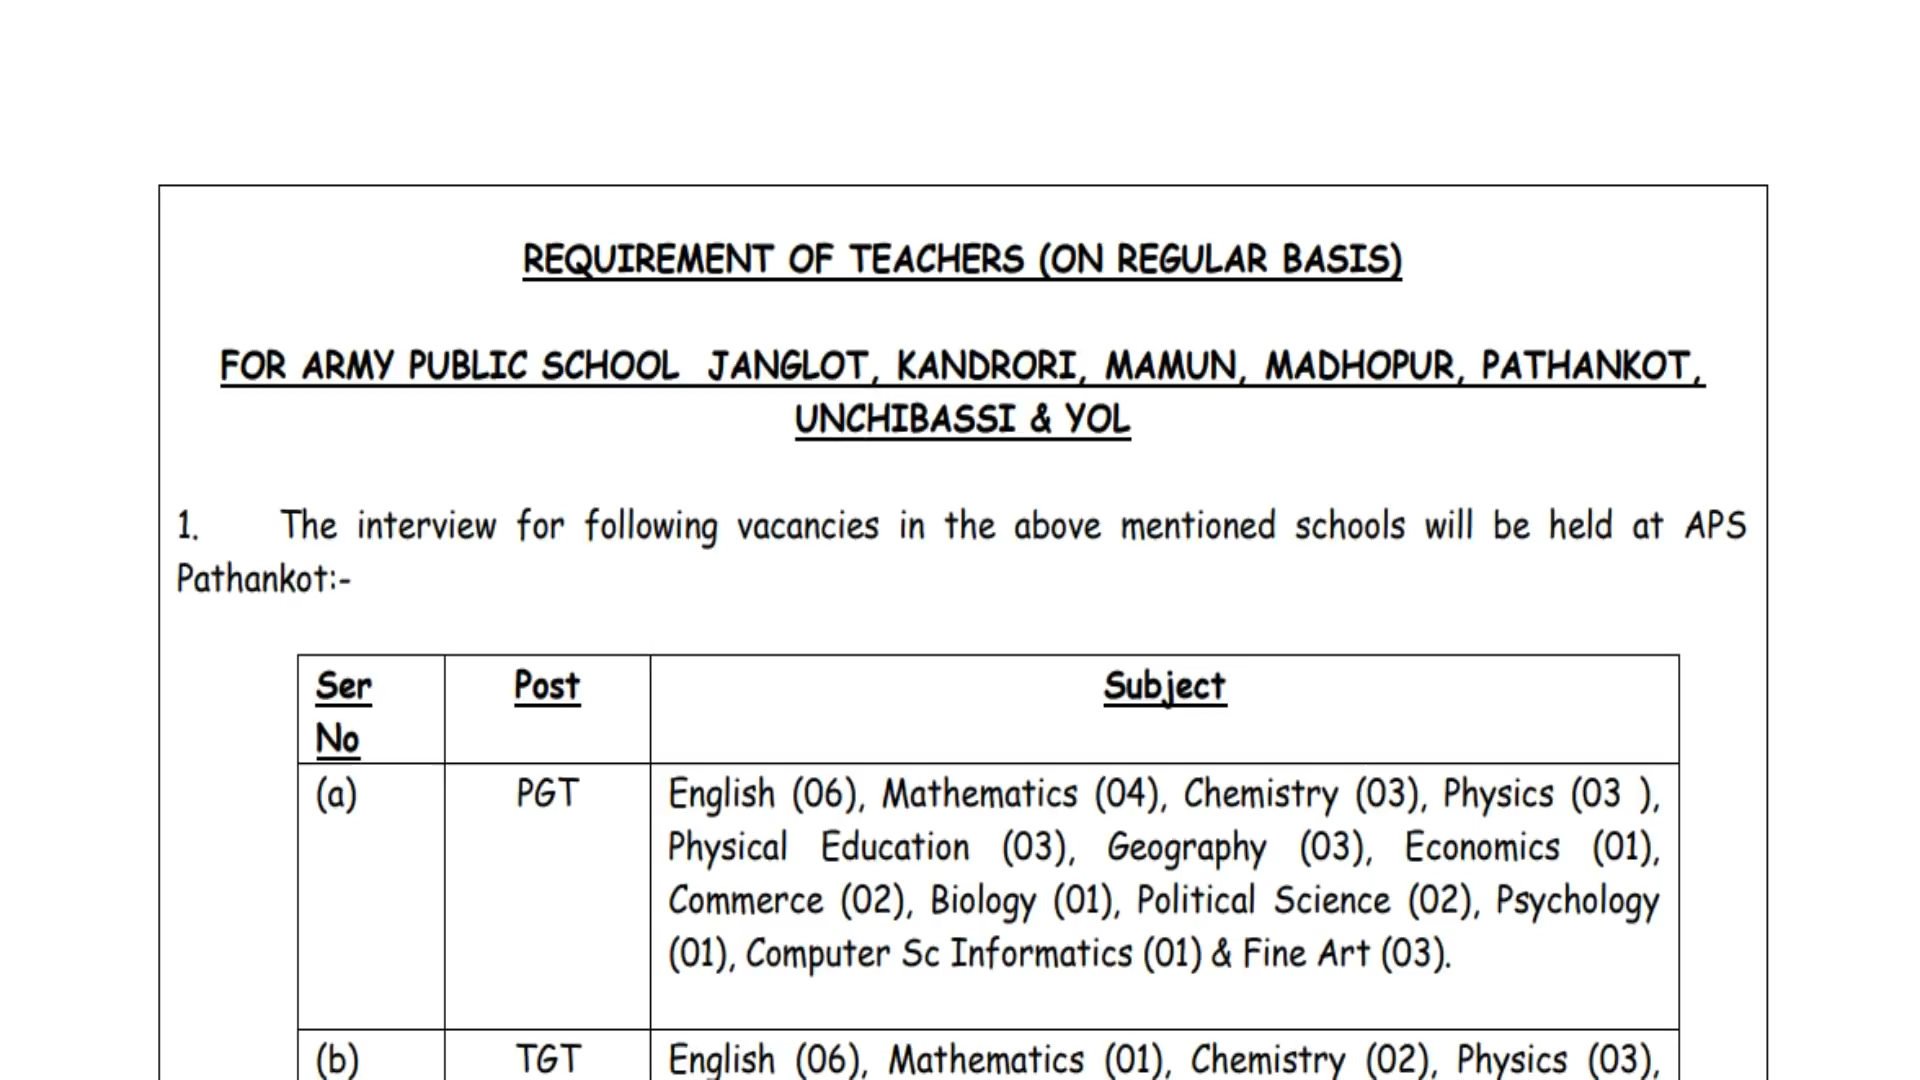 REQUIREMENT OF TEACHERS (ON REGULAR BASIS)
FOR ARMY PUBLIC SCHOOL JANGLOT, KANDRORI, MAMUN, MADHOPUR, PATHANKOT,
UNCHIBASSI & YOL
1. The interview for following vacancies in the above mentioned schools will be held at APS
Pathankot:-
Ser Post Subject
No
(a) PGT English (06), Mathematics (04), Chemistry (03), Physics (03 ),
Physical Education (03), Geography (03), Economics (01),
Commerce (02), Biology (01), Political Science (02), Psychology
(01), Computer Sc Informatics (01) & Fine Art (03).
(b) TGT English (06), Mathematics (01), Chemistry (02), Physics (03),